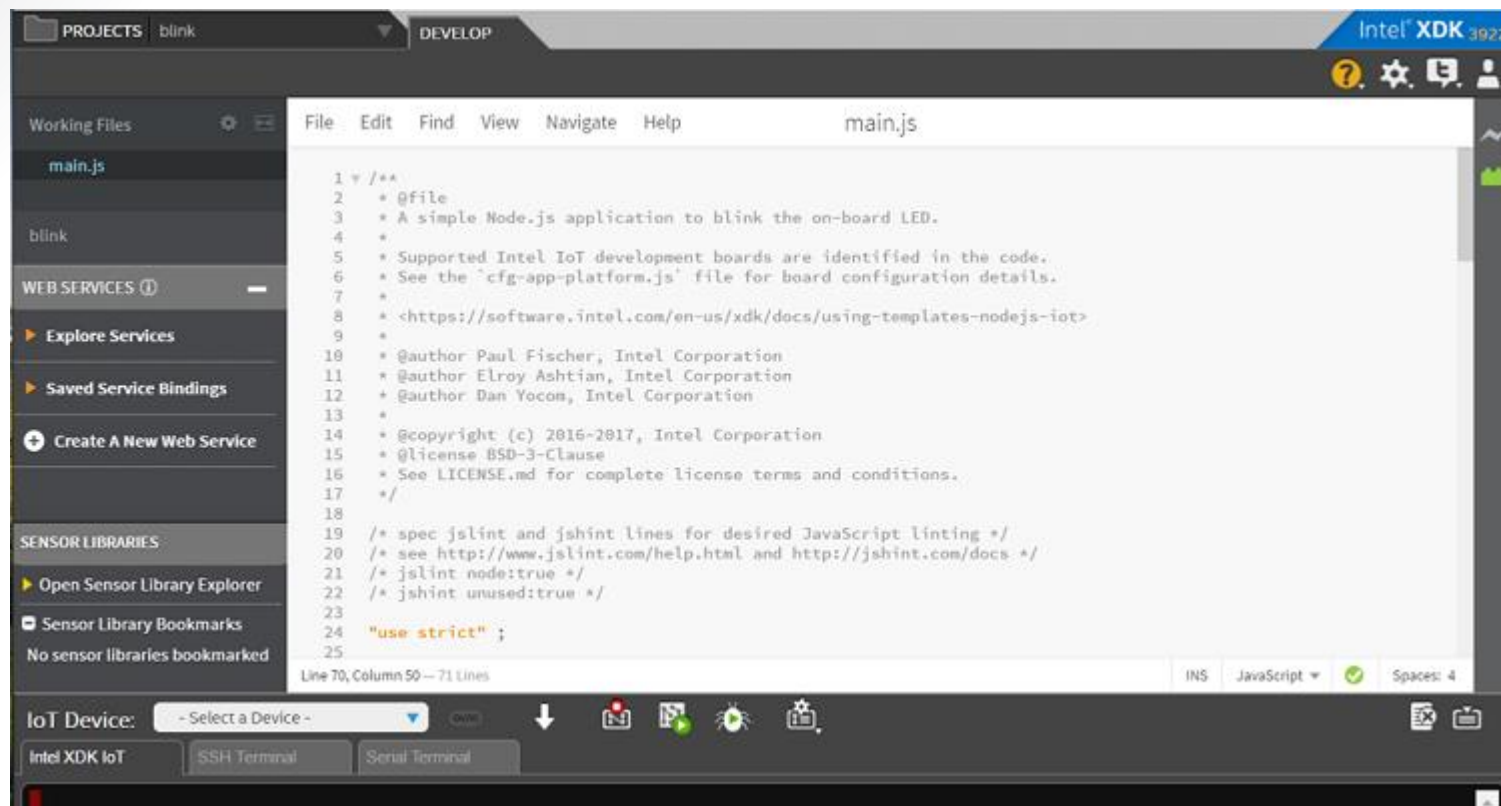 PROJECTS blink
DEVELOP
Intel® XDK 392
Working Files
main.js
blink
WEB SERVICES
Explore Services
Saved Service Bindings
Create A New Web Service
SENSOR LIBRARIES
Open Sensor Library Explorer
Sensor Library Bookmarks
No sensor libraries bookmarked
File Edit Find View Navigate Help main.js
1 /**
2 * @file
3 * A simple Node.js application to blink the on-board LED.
4 *
5 * Supported Intel IoT development boards are identified in the code.
6 * See the `cfg-app-platform.js` file for board configuration details.
7 *
8 * <https://software.intel.com/en-us/xdk/docs/using-templates-nodejs-iot>
9 *
10 * @author Paul Fischer, Intel Corporation
11 * @author Elroy Ashtian, Intel Corporation
12 * @author Dan Yocom, Intel Corporation
13 *
14 * @copyright (c) 2016-2017, Intel Corporation
15 * @license BSD-3-Clause
16 * See LICENSE.md for complete license terms and conditions.
17 */
18
19 /* spec jslint and jshint lines for desired JavaScript linting */
20 /* see http://www.jslint.com/help.html and http://jshint.com/docs */
21 /* jslint node:true */
22 /* jshint unused:true */
23
24 "use strict" ;
25
Line 70, Column 50 — 71 Lines INS JavaScript Spaces: 4
IoT Device: - Select a Device -
Intel XDK IoT SSH Terminal Serial Terminal